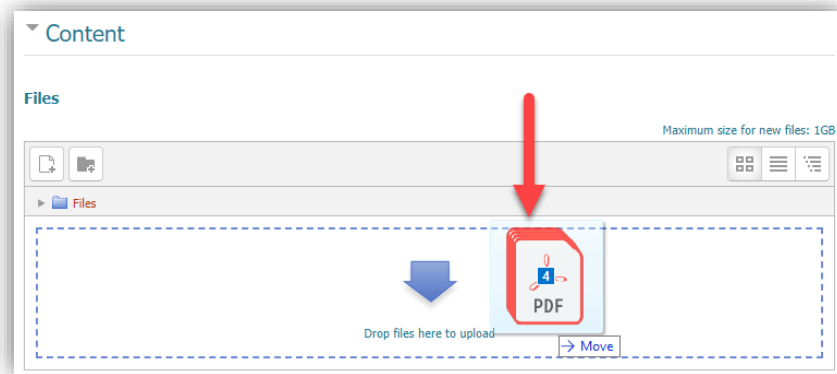 Content
Files
Maximum size for new files: 1GB
Files
4
PDF
Drop files here to upload
Move